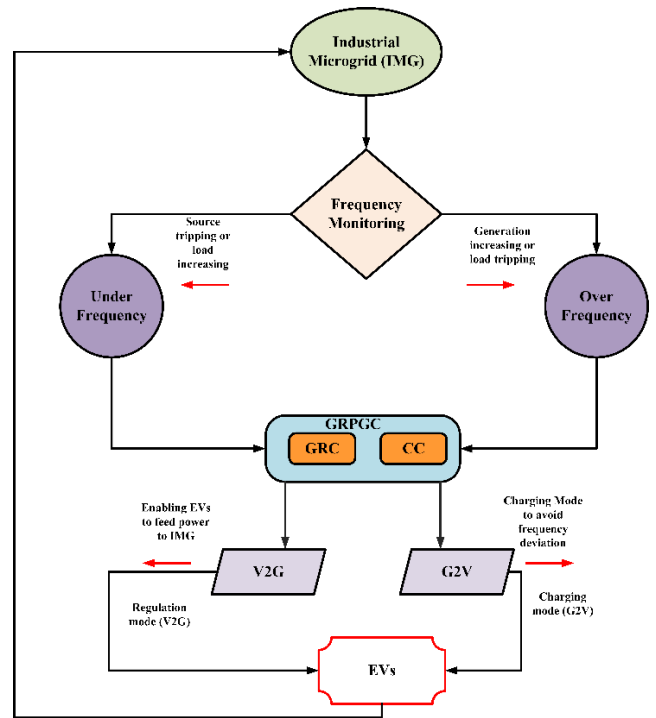 Industrial
Microgrid (IMG)
Frequency
Monitoring
Source
tripping or
load
increasing
Generation
increasing or
load tripping
Under
Frequency
Over
Frequency
GRPGC
GRC
CC
Enabling EVs
to feed power
to IMG
Charging Mode
to avoid
frequency
deviation
V2G
G2V
Regulation
mode (V2G)
Charging
mode (G2V)
EVs